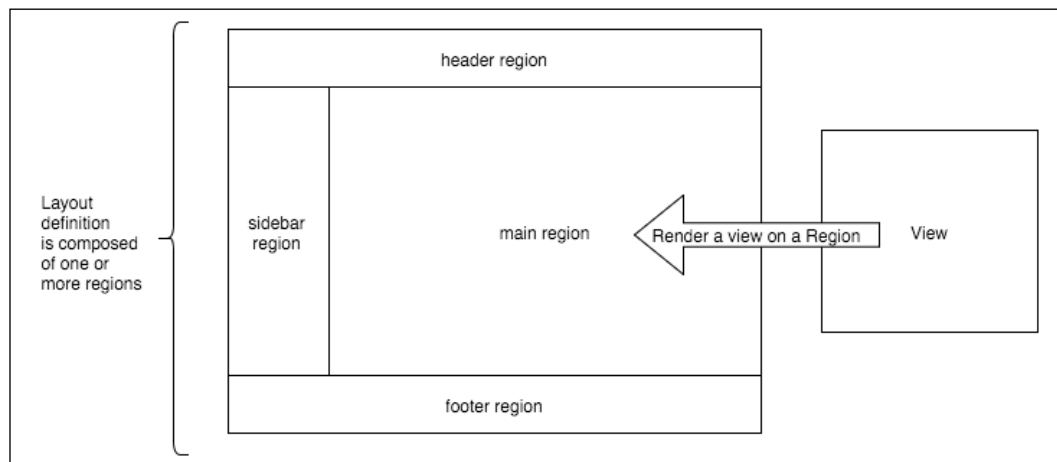 header region
Layout
definition
is composed
of one or
more regions
sidebar
region
main region
Render a view on a Region
View
footer region